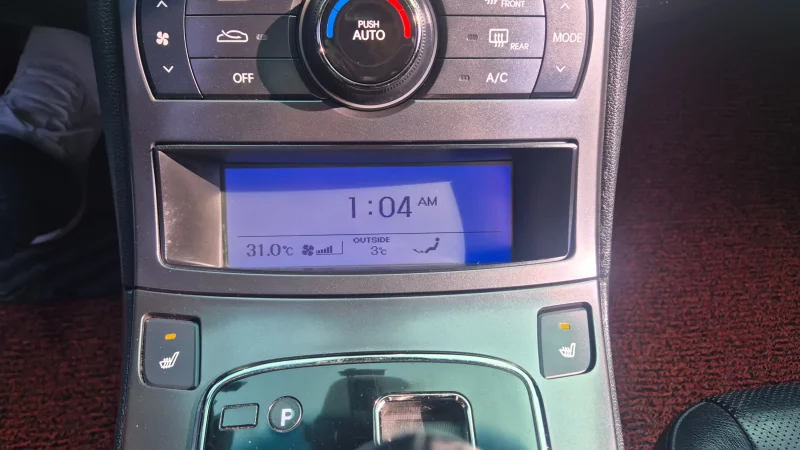 FRONT
PUSH
AUTO
REAR
MODE
OFF
A/C
1:04 AM
31.0°C
OUTSIDE
3°C
P